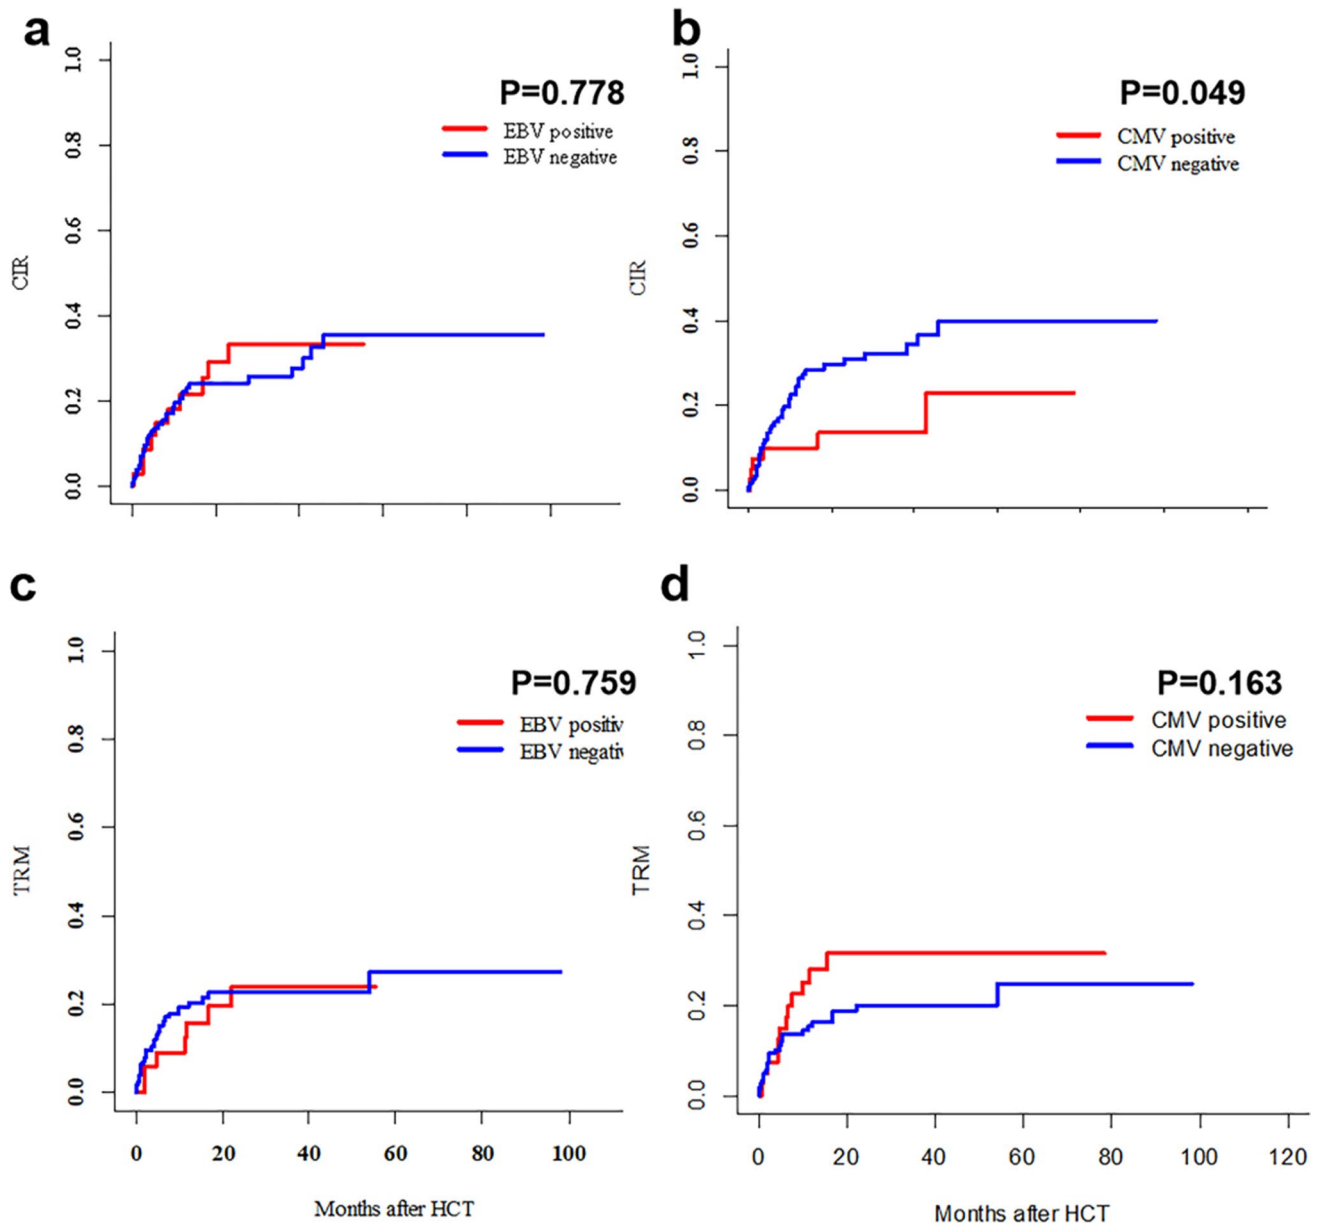 a
1.0
0.8
0.6
0.4
0.2
0.0
CIR
P=0.778
EBV positive
EBV negative
b
1.0
0.8
0.6
0.4
0.2
0.0
CIR
P=0.049
CMV positive
CMV negative
c
1.0
0.8
0.6
0.4
0.2
0.0
TRM
P=0.759
EBV positiv
EBV negativ
0 20 40 60 80 100
Months after HCT
d
1.0
0.8
0.6
0.4
0.2
0.0
TRM
P=0.163
CMV positive
CMV negative
0 20 40 60 80 100 120
Months after HCT